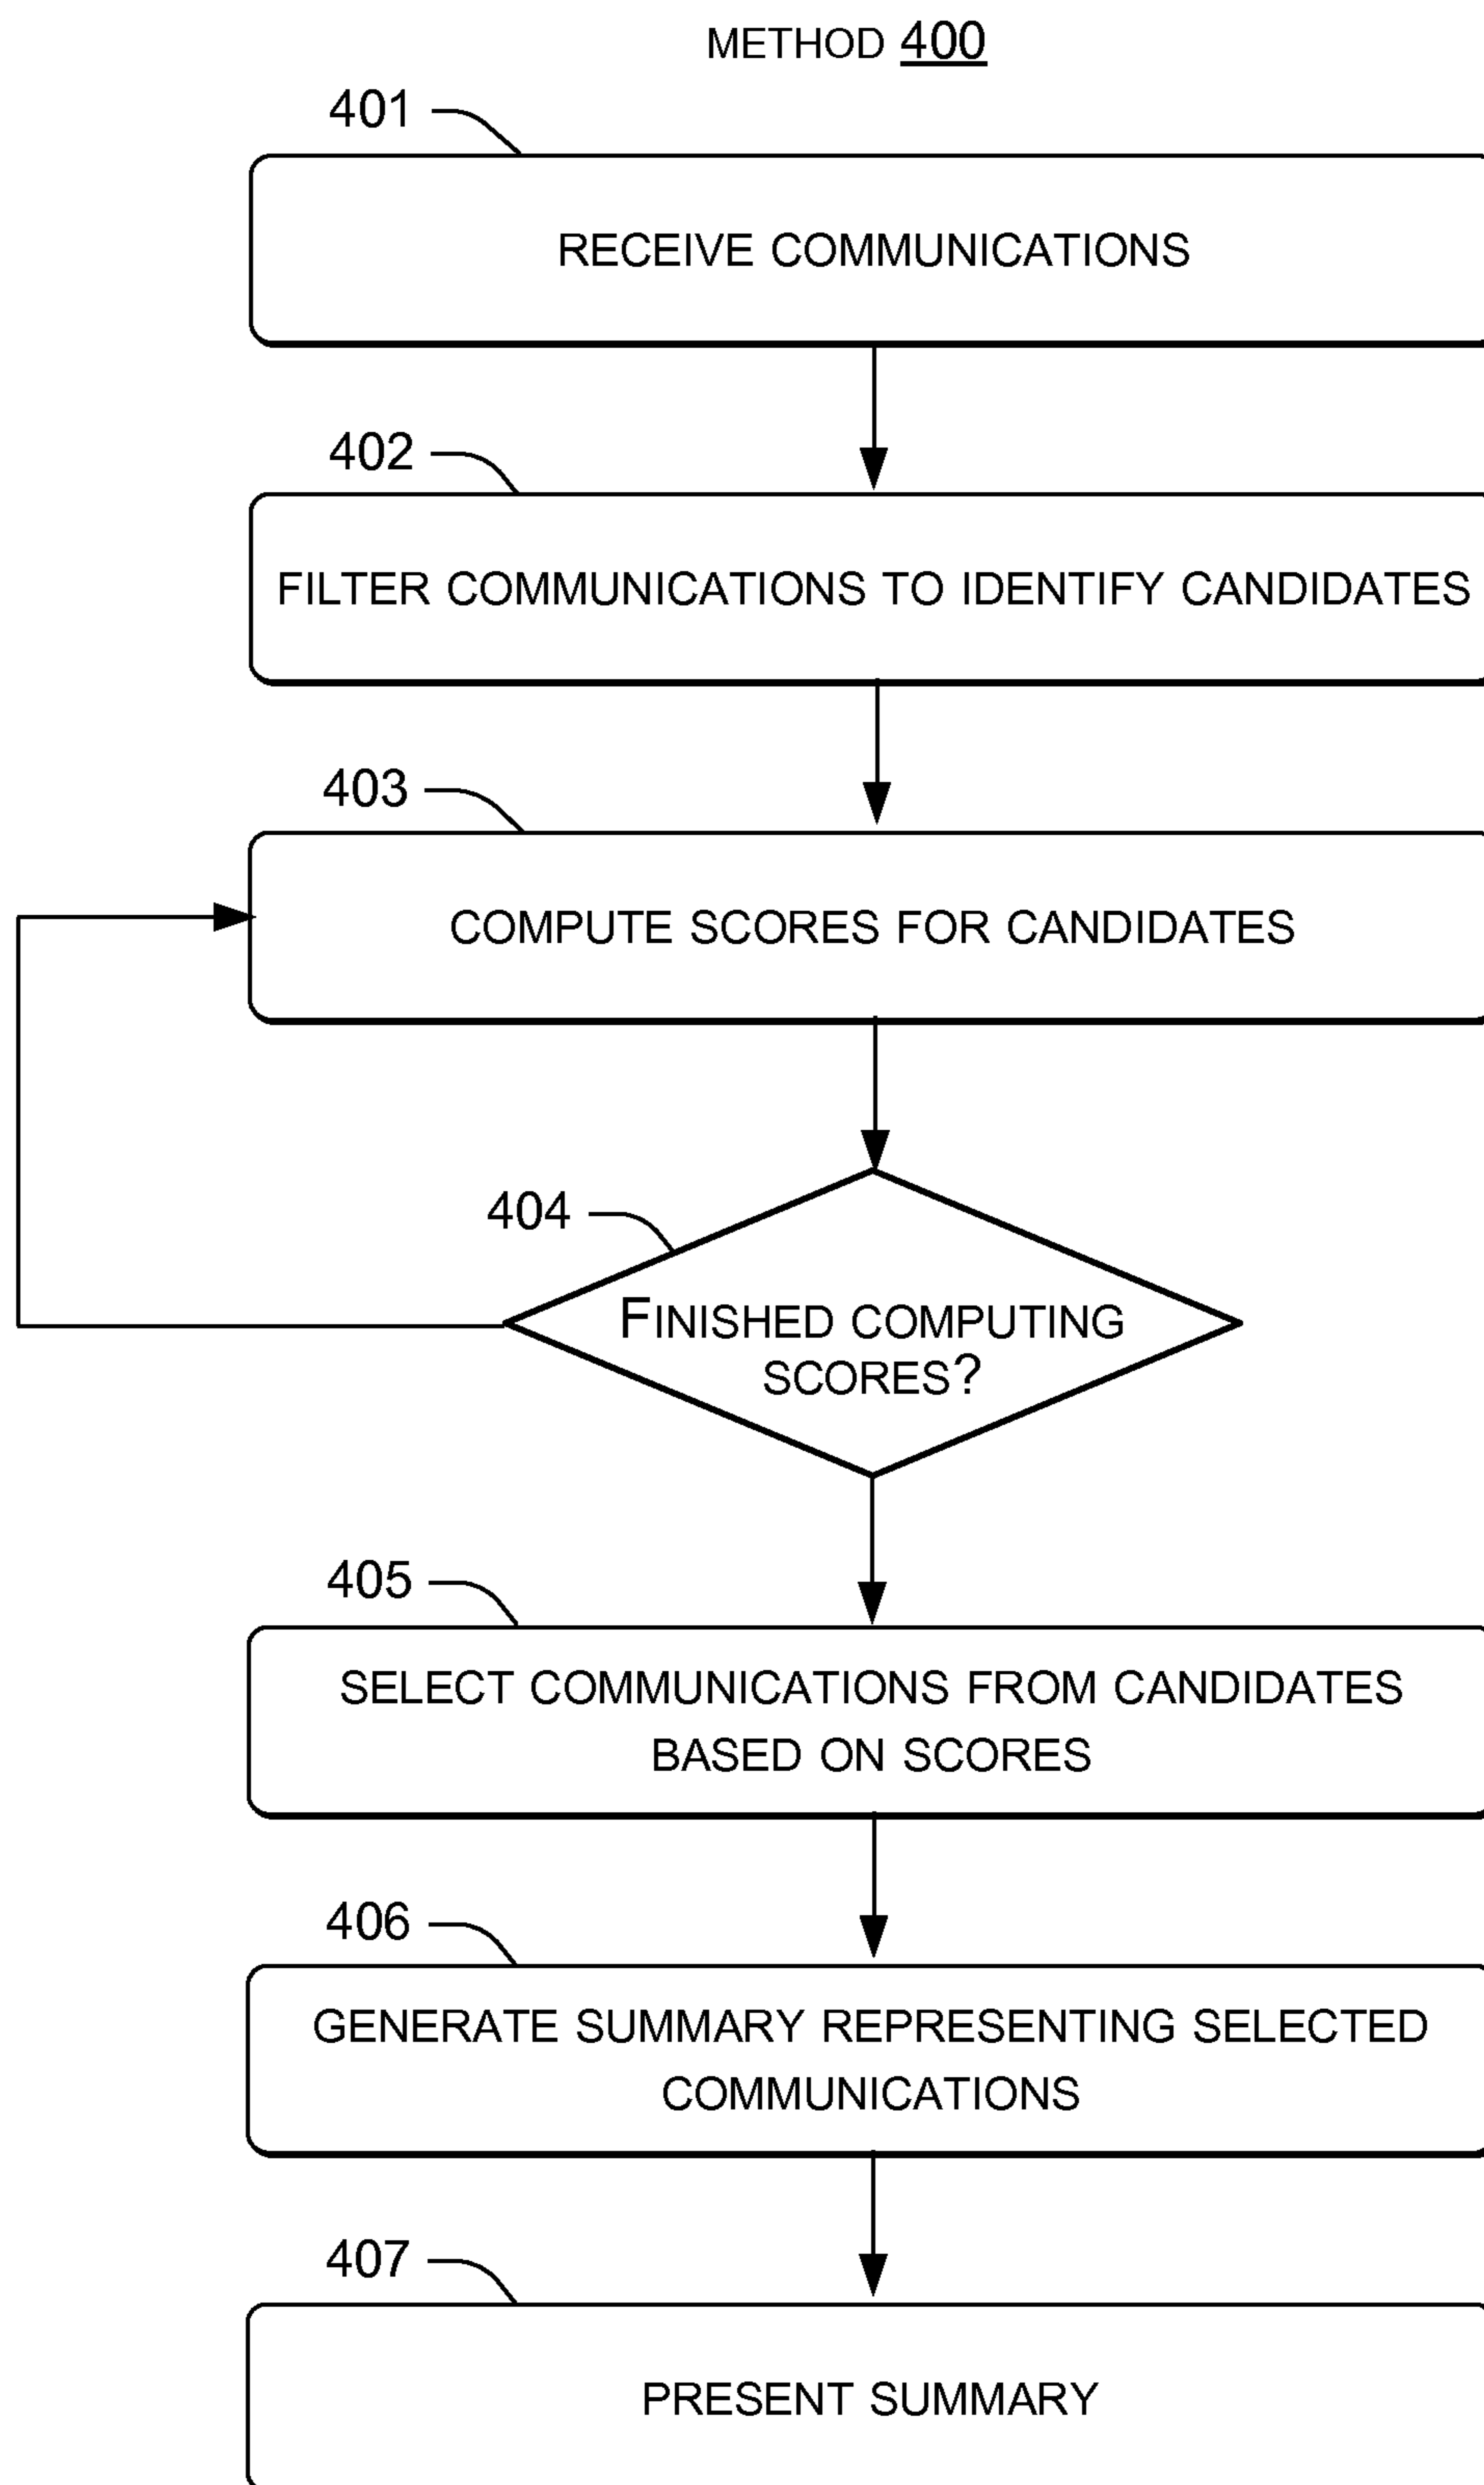 METHOD 400
401
RECEIVE COMMUNICATIONS
402
FILTER COMMUNICATIONS TO IDENTIFY CANDIDATES
403
COMPUTE SCORES FOR CANDIDATES
404
FINISHED COMPUTING
SCORES?
405
SELECT COMMUNICATIONS FROM CANDIDATES
BASED ON SCORES
406
GENERATE SUMMARY REPRESENTING SELECTED
COMMUNICATIONS
407
PRESENT SUMMARY